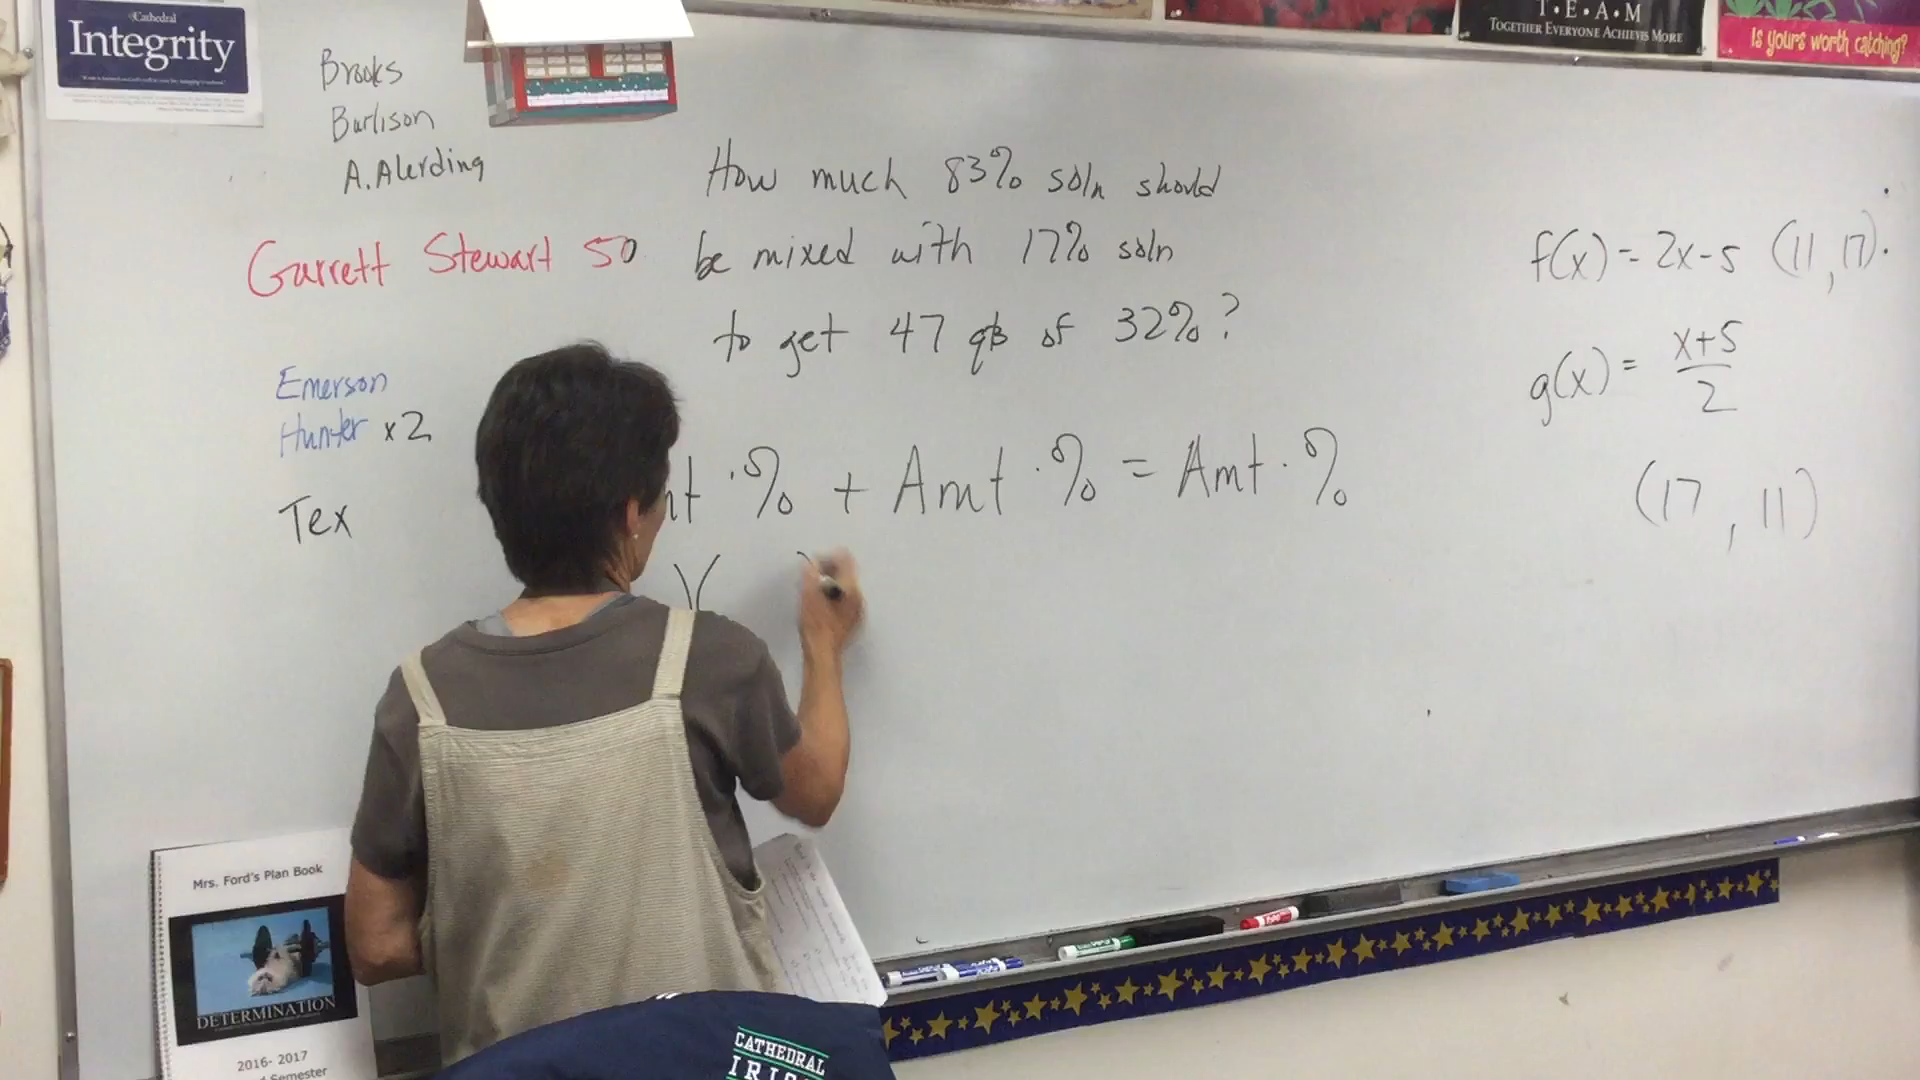 Cathedral
Integrity
Brooks
Burlison
A. Alerding
Garrett Stewart 50
Emerson
Hunter x2
Tex
How much 83% soln should
be mixed with 17% soln
to get 47 qts of 32%?
·% + Amt ·% = Amt ·%
)( )
f(x) = 2x-5 (11, 17).
g(x) = x+5
2
(17, 11)
T•E•A•M
TOGETHER EVERYONE ACHIEVES MORE
Is yours worth catching?
Mrs. Ford's Plan Book
DETERMINATION
2016- 2017
Semester
CATHEDRAL